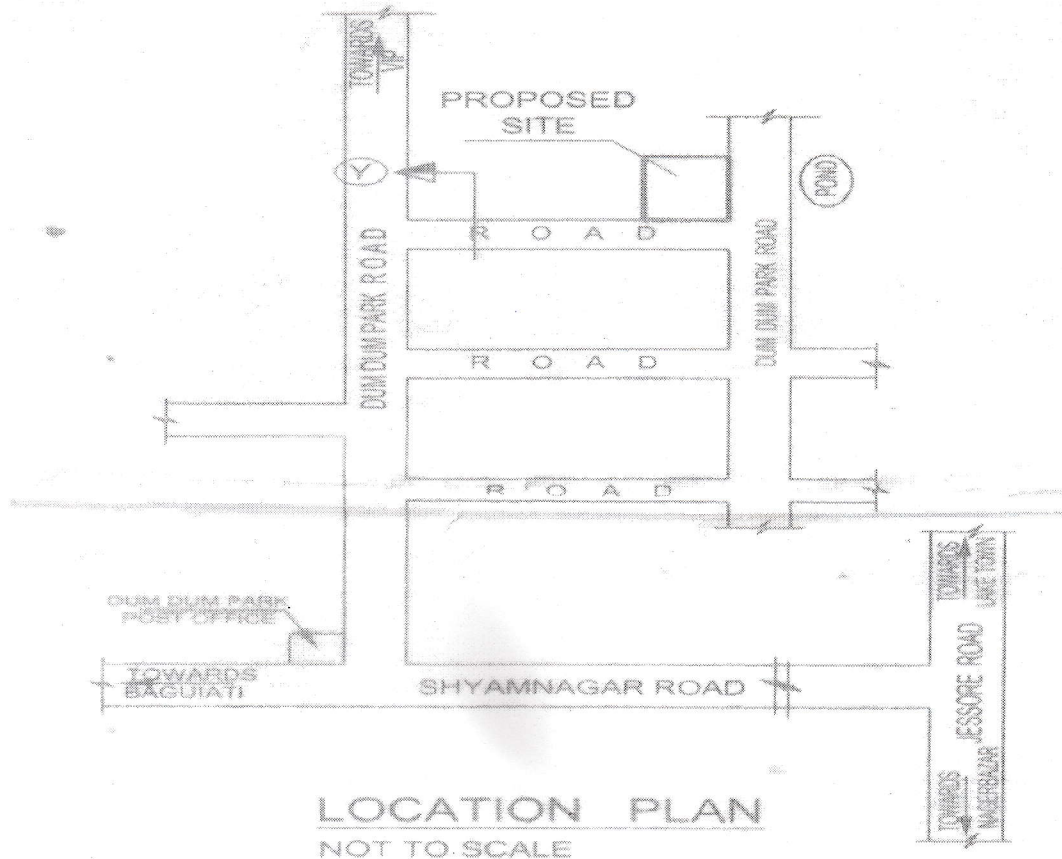 TOWARDS
VIP
PROPOSED
SITE
Y
POND
ROAD
DUM DUM PARK ROAD
DUM DUM PARK ROAD
ROAD
ROAD
DUM DUM PARK
POST OFFICE
TOWARDS
BAGUIATI
SHYAMNAGAR ROAD
TOWARDS
LAKE TOWN
JESSORE ROAD
TOWARDS
NAGERBAZAR
LOCATION PLAN
NOT TO SCALE